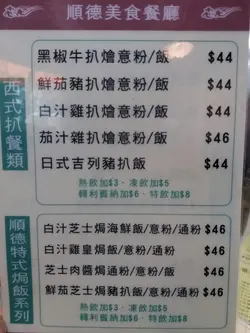 順德美食餐廳
西式扒餐類
黑椒牛扒燴意粉/飯 $44
鮮茄豬扒燴意粉/飯 $44
白汁雞扒燴意粉/飯 $44
茄汁雜扒燴意粉/飯 $46
日式吉列豬扒飯 $44
熱飲加$3、凍飲加$5
轉利賓納加$6、特飲加$8
順德特式焗飯系列
白汁芝士焗海鮮飯/意粉/通粉 $46
白汁雞皇焗飯/意粉/通粉 $46
芝士肉醬焗通粉/意粉/飯 $46
鮮茄芝士焗豬扒飯/意粉 $46
熱飲加$3、凍飲加$5
轉利賓納加$6、特飲加$8